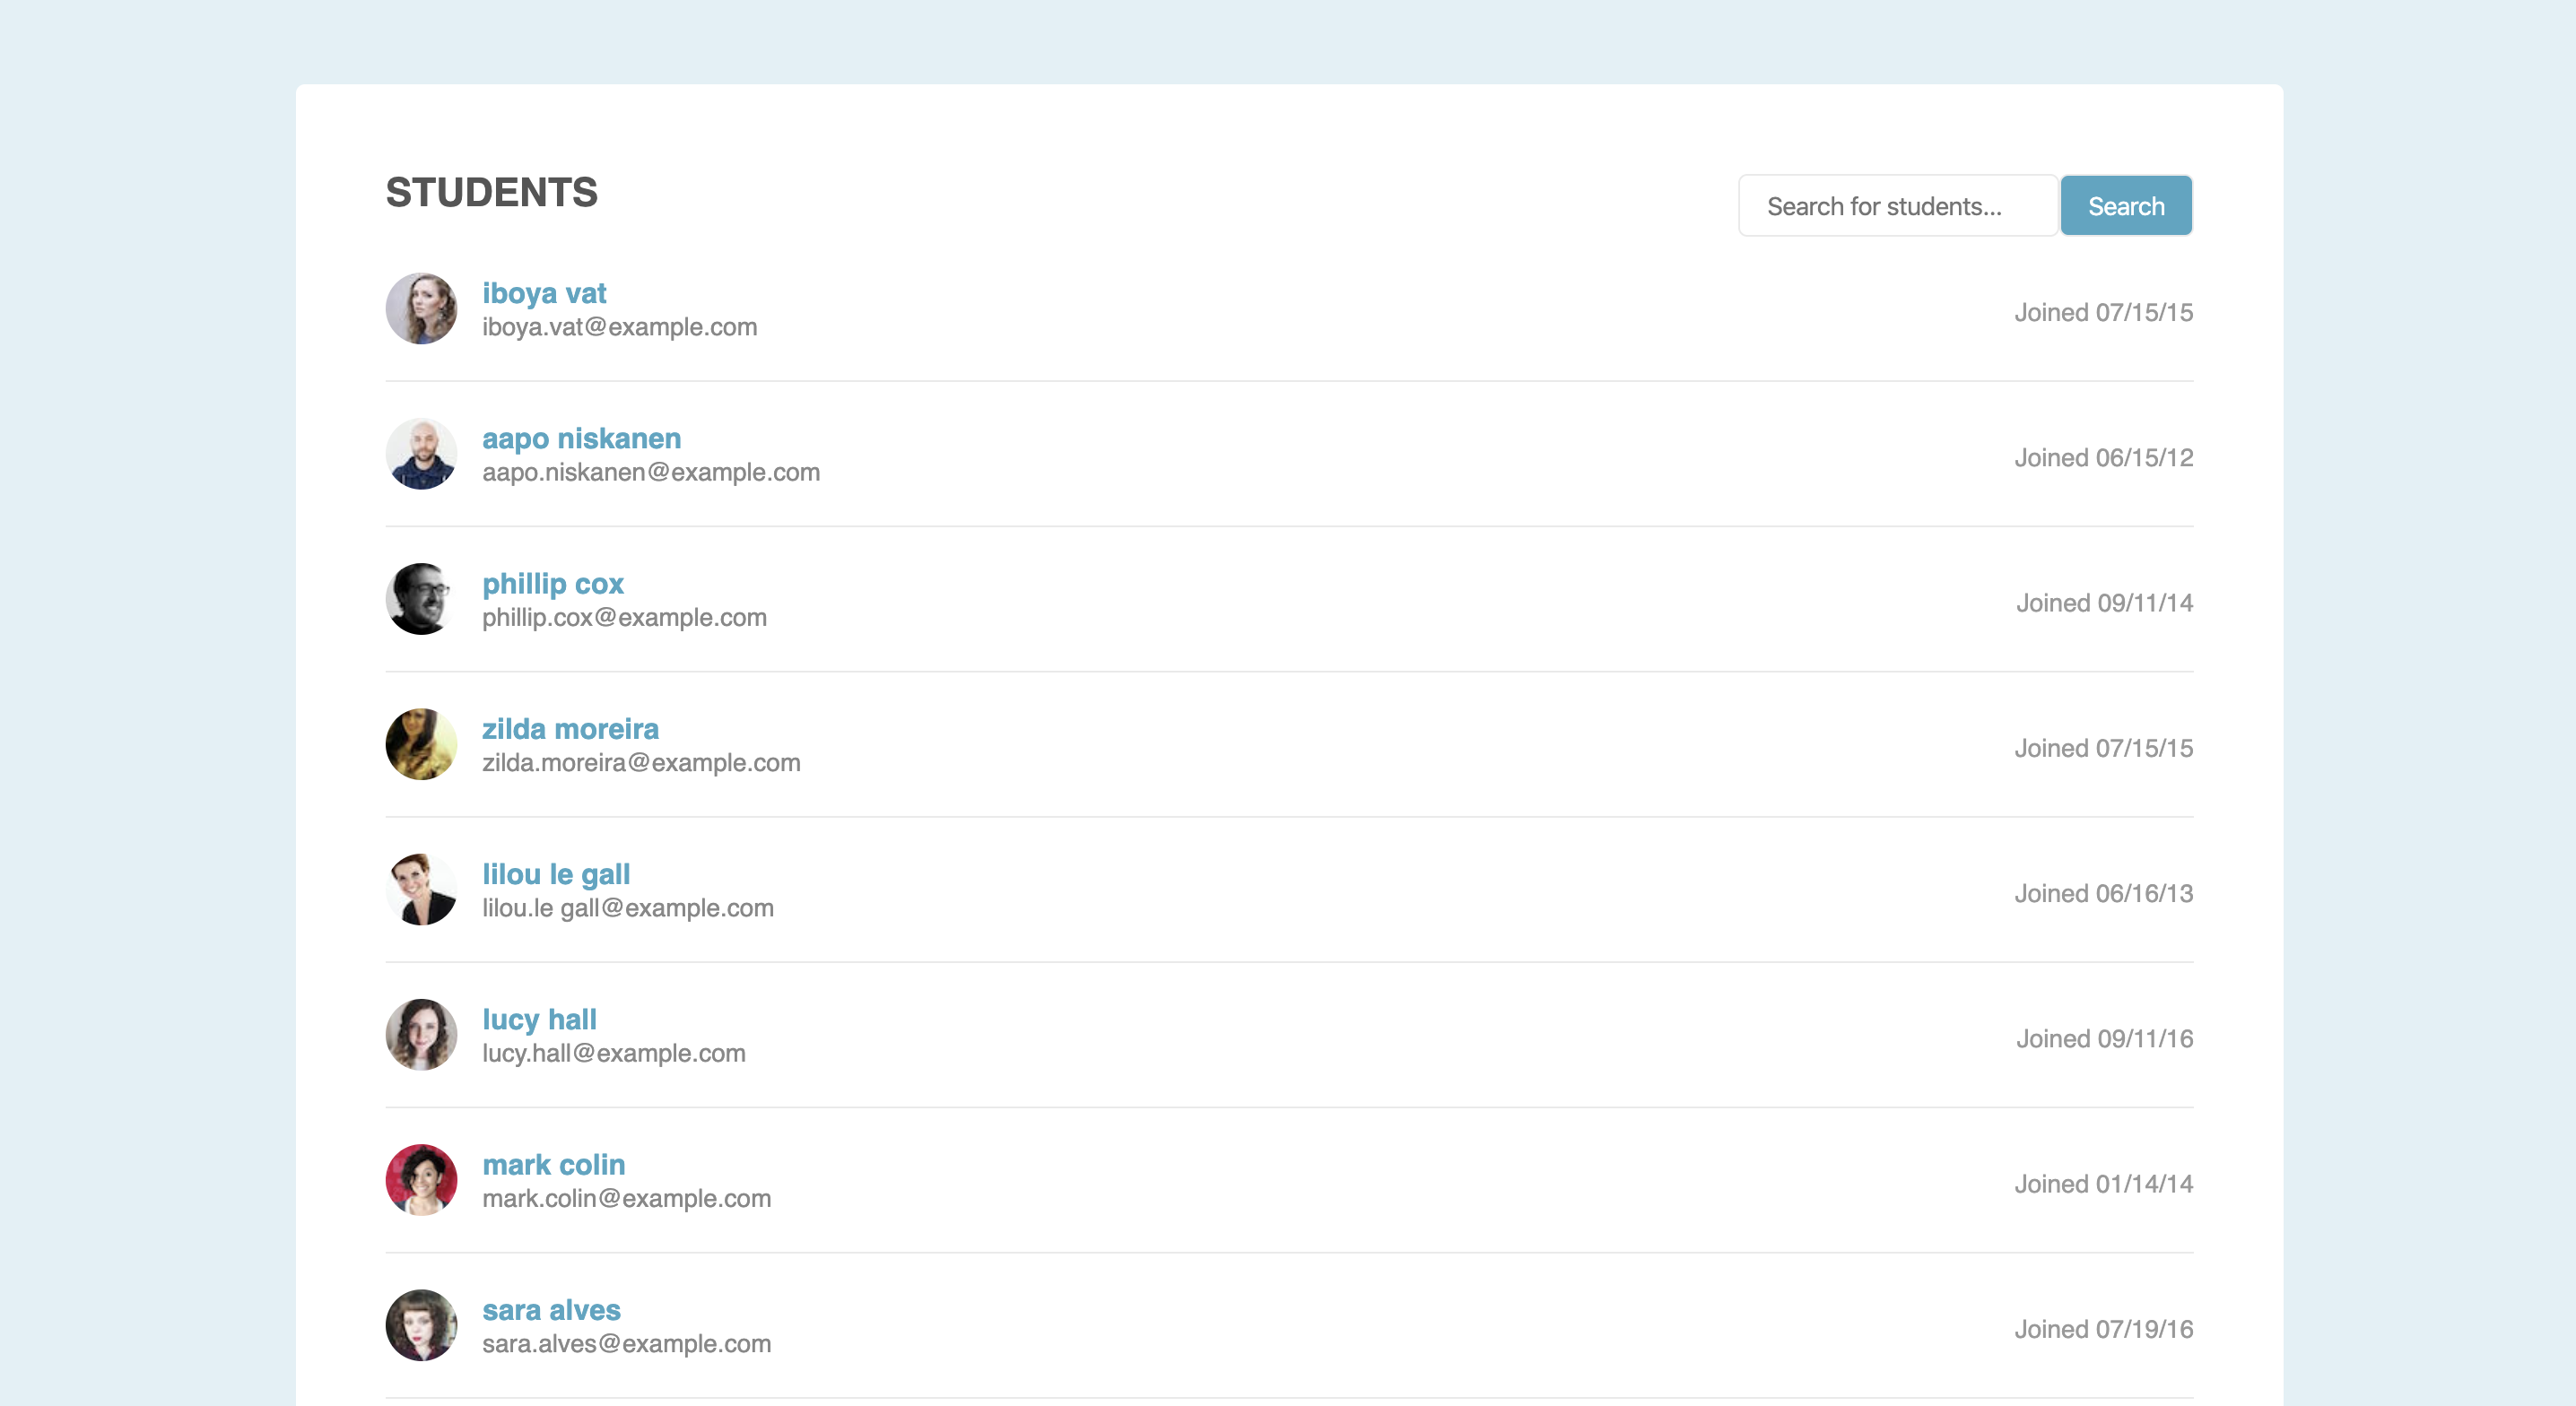 STUDENTS
Search for students...
Search
iboya vat
iboya.vat@example.com
Joined 07/15/15
aapo niskanen
aapo.niskanen@example.com
Joined 06/15/12
phillip cox
phillip.cox@example.com
Joined 09/11/14
zilda moreira
zilda.moreira@example.com
Joined 07/15/15
lilou le gall
lilou.le gall@example.com
Joined 06/16/13
lucy hall
lucy.hall@example.com
Joined 09/11/16
mark colin
mark.colin@example.com
Joined 01/14/14
sara alves
sara.alves@example.com
Joined 07/19/16